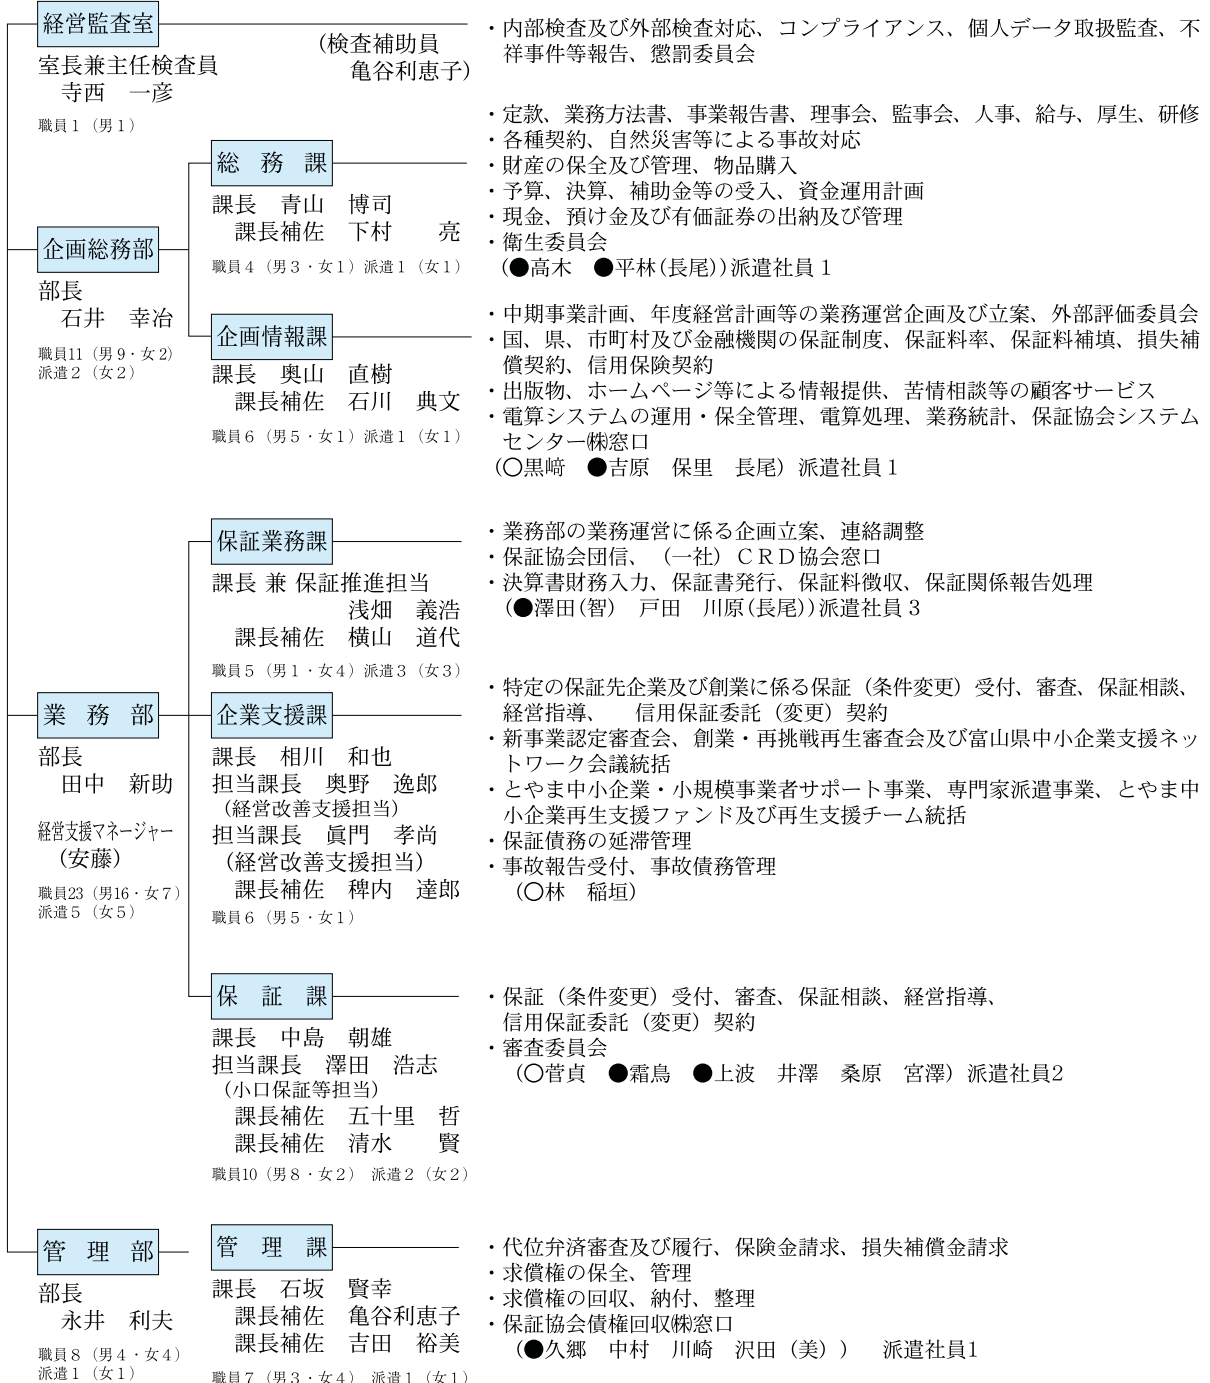 経営監査室
室長兼主任検査員
寺西　一彦
(検査補助員
亀谷利恵子)
職員１（男１）
・内部検査及び外部検査対応、コンプライアンス、個人データ取扱監査、不
祥事件等報告、懲罰委員会
企画総務部
部長
石井　幸治
職員11（男９・女２）
派遣２（女２）
総　務　課
課長　青山　博司
課長補佐　下村　　亮
職員４（男３・女１）派遣１（女１）
・定款、業務方法書、事業報告書、理事会、監事会、人事、給与、厚生、研修
・各種契約、自然災害等による事故対応
・財産の保全及び管理、物品購入
・予算、決算、補助金等の受入、資金運用計画
・現金、預け金及び有価証券の出納及び管理
・衛生委員会
(●高木　●平林(長尾))派遣社員１
企画情報課
課長　奥山　直樹
課長補佐　石川　典文
職員６（男５・女１）派遣１（女１）
・中期事業計画、年度経営計画等の業務運営企画及び立案、外部評価委員会
・国、県、市町村及び金融機関の保証制度、保証料率、保証料補填、損失補
償契約、信用保険契約
・出版物、ホームページ等による情報提供、苦情相談等の顧客サービス
・電算システムの運用・保全管理、電算処理、業務統計、保証協会システム
センター㈱窓口
(○黒﨑　●吉原　保里　長尾）派遣社員１
業　務　部
部長
田中　新助
経営支援マネージャー
(安藤)
職員23（男16・女７）
派遣５（女５）
保証業務課
課長 兼 保証推進担当
浅畑　義浩
課長補佐　横山　道代
職員５（男１・女４）派遣３（女３）
・業務部の業務運営に係る企画立案、連絡調整
・保証協会団信、（一社）ＣＲＤ協会窓口
・決算書財務入力、保証書発行、保証料徴収、保証関係報告処理
(●澤田(智)　戸田　川原(長尾))派遣社員３
企業支援課
課長　相川　和也
担当課長　奥野　逸郎
(経営改善支援担当)
担当課長　眞門　孝尚
(経営改善支援担当)
課長補佐　稗内　達郎
職員６（男５・女１）
・特定の保証先企業及び創業に係る保証（条件変更）受付、審査、保証相談、
経営指導、　　信用保証委託（変更）契約
・新事業認定審査会、創業・再挑戦再生審査会及び富山県中小企業支援ネッ
トワーク会議統括
・とやま中小企業・小規模事業者サポート事業、専門家派遣事業、とやま中
小企業再生支援ファンド及び再生支援チーム統括
・保証債務の延滞管理
・事故報告受付、事故債務管理
(○林　稲垣)
保　証　課
課長　中島　朝雄
担当課長　澤田　浩志
(小口保証等担当)
課長補佐　五十里　哲
課長補佐　清水　　賢
職員10（男８・女２）　派遣２（女２）
・保証（条件変更）受付、審査、保証相談、経営指導、
信用保証委託（変更）契約
・審査委員会
(○菅貞　●霜鳥　●上波　井澤　桑原　宮澤）派遣社員2
管　理　部
部長
永井　利夫
職員８（男４・女４）
派遣１（女１）
管　理　課
課長　石坂　賢幸
課長補佐　亀谷利恵子
課長補佐　吉田　裕美
職員７（男３・女４）派遣１（女１）
・代位弁済審査及び履行、保険金請求、損失補償金請求
・求償権の保全、管理
・求償権の回収、納付、整理
・保証協会債権回収㈱窓口
(●久郷　中村　川崎　沢田（美））　派遣社員1